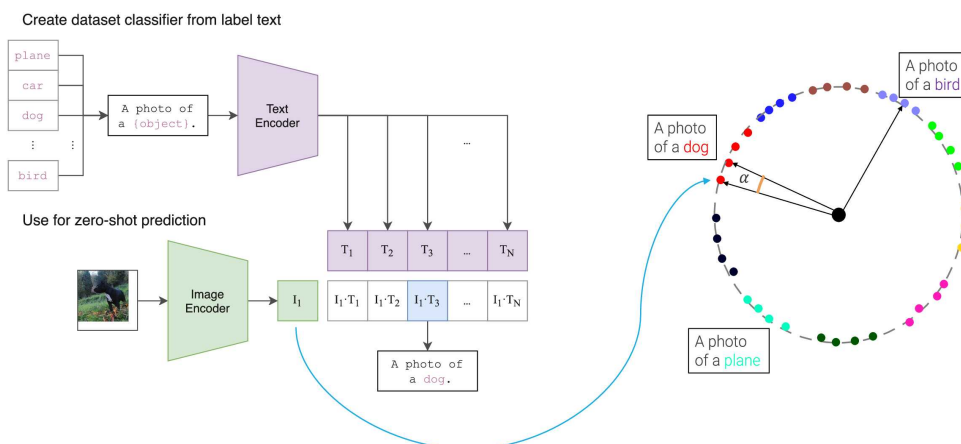 Create dataset classifier from label text
plane
car
dog
⋮ ⋮
bird
A photo of
a {object}.
Text
Encoder
...
T1 T2 T3 ... TN
Use for zero-shot prediction
Image
Encoder
I1
I1·T1 I1·T2 I1·T3 ... I1·TN
A photo of
a dog.
A photo
of a bird
A photo
of a dog
α
A photo
of a plane